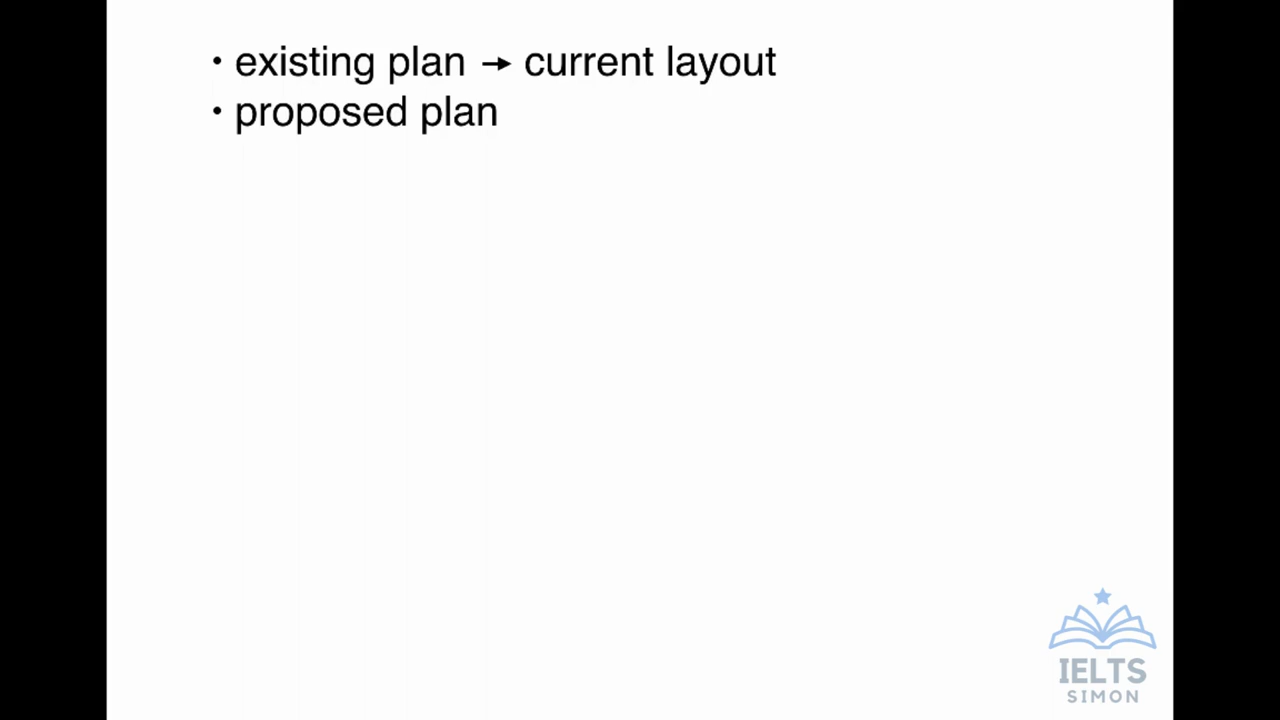 • existing plan → current layout
• proposed plan
IELTS
SIMON